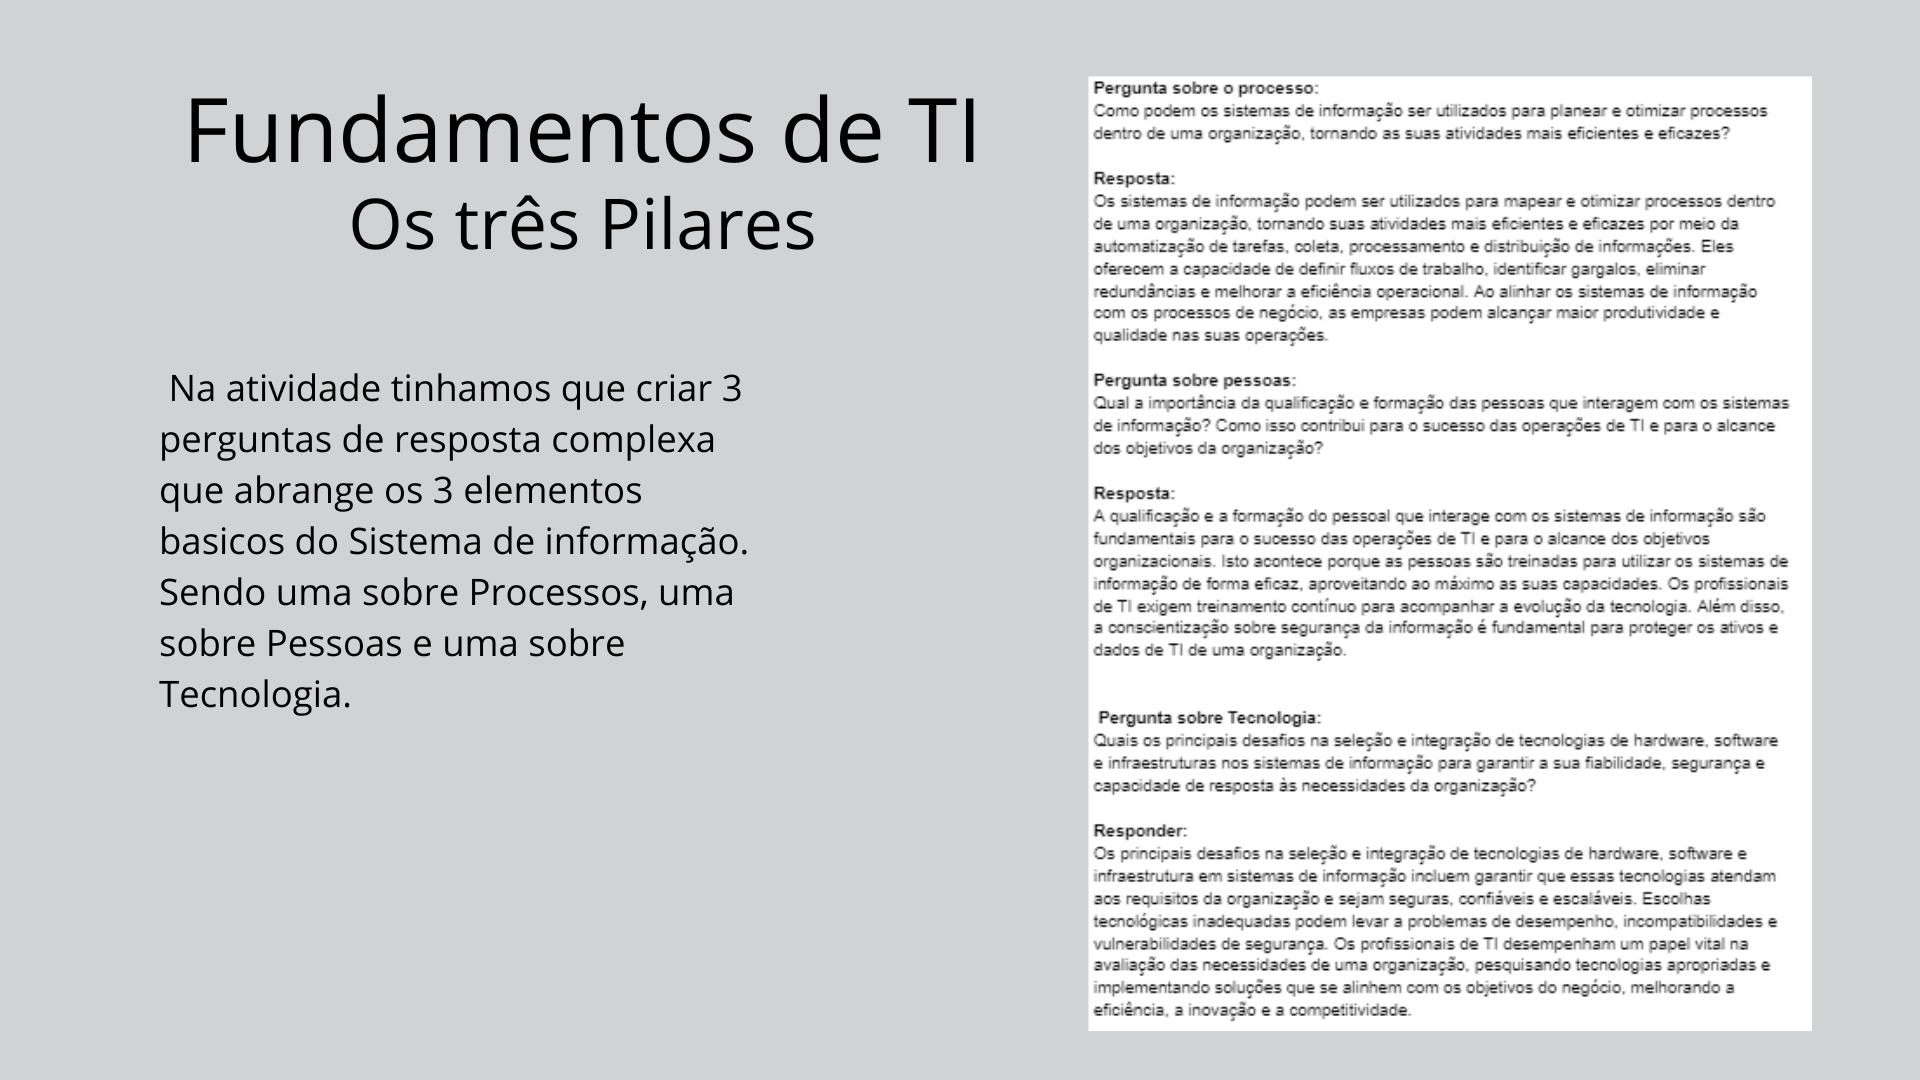 Fundamentos de TI
Os três Pilares
Na atividade tinhamos que criar 3
perguntas de resposta complexa
que abrange os 3 elementos
basicos do Sistema de informação.
Sendo uma sobre Processos, uma
sobre Pessoas e uma sobre
Tecnologia.
Pergunta sobre o processo:
Como podem os sistemas de informação ser utilizados para planear e otimizar processos
dentro de uma organização, tornando as suas atividades mais eficientes e eficazes?
Resposta:
Os sistemas de informação podem ser utilizados para mapear e otimizar processos dentro
de uma organização, tornando suas atividades mais eficientes e eficazes por meio da
automatização de tarefas, coleta, processamento e distribuição de informações. Eles
oferecem a capacidade de definir fluxos de trabalho, identificar gargalos, eliminar
redundâncias e melhorar a eficiência operacional. Ao alinhar os sistemas de informação
com os processos de negócio, as empresas podem alcançar maior produtividade e
qualidade nas suas operações.
Pergunta sobre pessoas:
Qual a importância da qualificação e formação das pessoas que interagem com os sistemas
de informação? Como isso contribui para o sucesso das operações de TI e para o alcance
dos objetivos da organização?
Resposta:
A qualificação e a formação do pessoal que interage com os sistemas de informação são
fundamentais para o sucesso das operações de TI e para o alcance dos objetivos
organizacionais. Isto acontece porque as pessoas são treinadas para utilizar os sistemas de
informação de forma eficaz, aproveitando ao máximo as suas capacidades. Os profissionais
de TI exigem treinamento contínuo para acompanhar a evolução da tecnologia. Além disso,
a conscientização sobre segurança da informação é fundamental para proteger os ativos e
dados de TI de uma organização.
Pergunta sobre Tecnologia:
Quais os principais desafios na seleção e integração de tecnologias de hardware, software
e infraestruturas nos sistemas de informação para garantir a sua fiabilidade, segurança e
capacidade de resposta às necessidades da organização?
Responder:
Os principais desafios na seleção e integração de tecnologias de hardware, software e
infraestrutura em sistemas de informação incluem garantir que essas tecnologias atendam
aos requisitos da organização e sejam seguras, confiáveis e escaláveis. Escolhas
tecnológicas inadequadas podem levar a problemas de desempenho, incompatibilidades e
vulnerabilidades de segurança. Os profissionais de TI desempenham um papel vital na
avaliação das necessidades de uma organização, pesquisando tecnologias apropriadas e
implementando soluções que se alinhem com os objetivos do negócio, melhorando a
eficiência, a inovação e a competitividade.